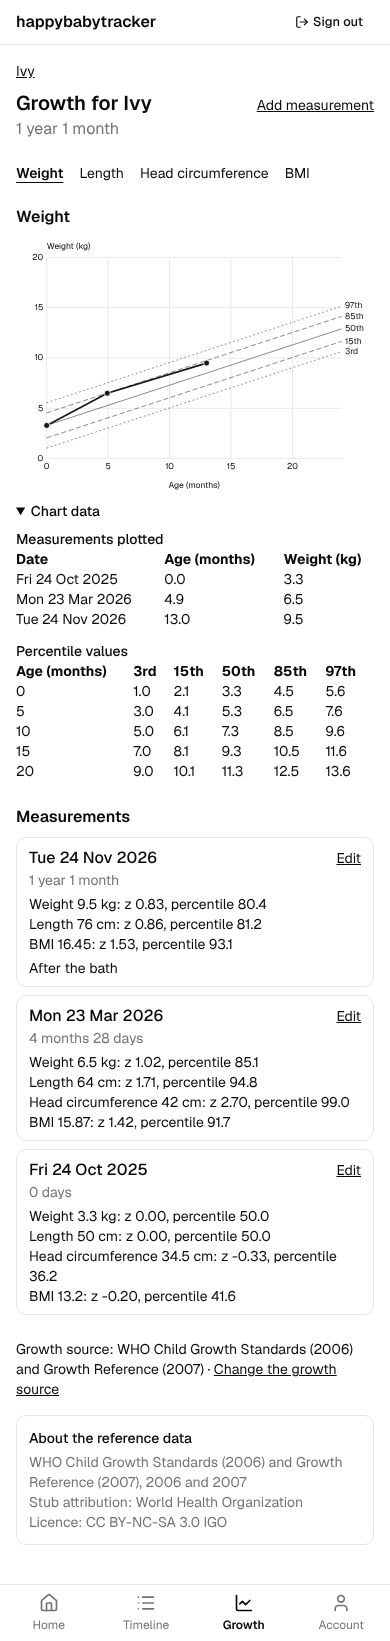 happybabytracker
Sign out
Ivy
Growth for Ivy
Add measurement
1 year 1 month
Weight Length Head circumference BMI
Weight
Weight (kg)
20
15
10
5
0
97th
85th
50th
15th
3rd
0 5 10 15 20
Age (months)
▼ Chart data
Measurements plotted
Date Age (months) Weight (kg)
Fri 24 Oct 2025 0.0 3.3
Mon 23 Mar 2026 4.9 6.5
Tue 24 Nov 2026 13.0 9.5
Percentile values
Age (months) 3rd 15th 50th 85th 97th
0 1.0 2.1 3.3 4.5 5.6
5 3.0 4.1 5.3 6.5 7.6
10 5.0 6.1 7.3 8.5 9.6
15 7.0 8.1 9.3 10.5 11.6
20 9.0 10.1 11.3 12.5 13.6
Measurements
Tue 24 Nov 2026 Edit
1 year 1 month
Weight 9.5 kg: z 0.83, percentile 80.4
Length 76 cm: z 0.86, percentile 81.2
BMI 16.45: z 1.53, percentile 93.1
After the bath
Mon 23 Mar 2026 Edit
4 months 28 days
Weight 6.5 kg: z 1.02, percentile 85.1
Length 64 cm: z 1.71, percentile 94.8
Head circumference 42 cm: z 2.70, percentile 99.0
BMI 15.87: z 1.42, percentile 91.7
Fri 24 Oct 2025 Edit
0 days
Weight 3.3 kg: z 0.00, percentile 50.0
Length 50 cm: z 0.00, percentile 50.0
Head circumference 34.5 cm: z -0.33, percentile
36.2
BMI 13.2: z -0.20, percentile 41.6
Growth source: WHO Child Growth Standards (2006)
and Growth Reference (2007) · Change the growth
source
About the reference data
WHO Child Growth Standards (2006) and Growth
Reference (2007), 2006 and 2007
Stub attribution: World Health Organization
Licence: CC BY-NC-SA 3.0 IGO
Home Timeline Growth Account